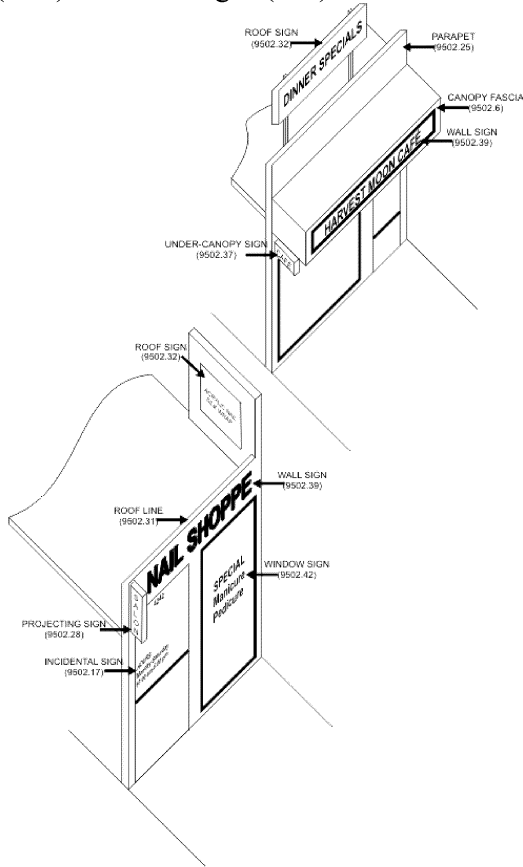 ROOF SIGN
(9502.32)
DINNER SPECIALS
PARAPET
(9502.25)
CANOPY FASCIA
(9502.6)
WALL SIGN
(9502.39)
HARVEST MOON CAFE
UNDER-CANOPY SIGN
(9502.37)
CAFE
ROOF SIGN
(9502.32)
WALL SIGN
(9502.39)
ROOF LINE
(9502.31)
NAIL SHOPPE
SPECIAL
Manicure
Pedicure
WINDOW SIGN
(9502.42)
SALON
PROJECTING SIGN
(9502.28)
INCIDENTAL SIGN
(9502.17)